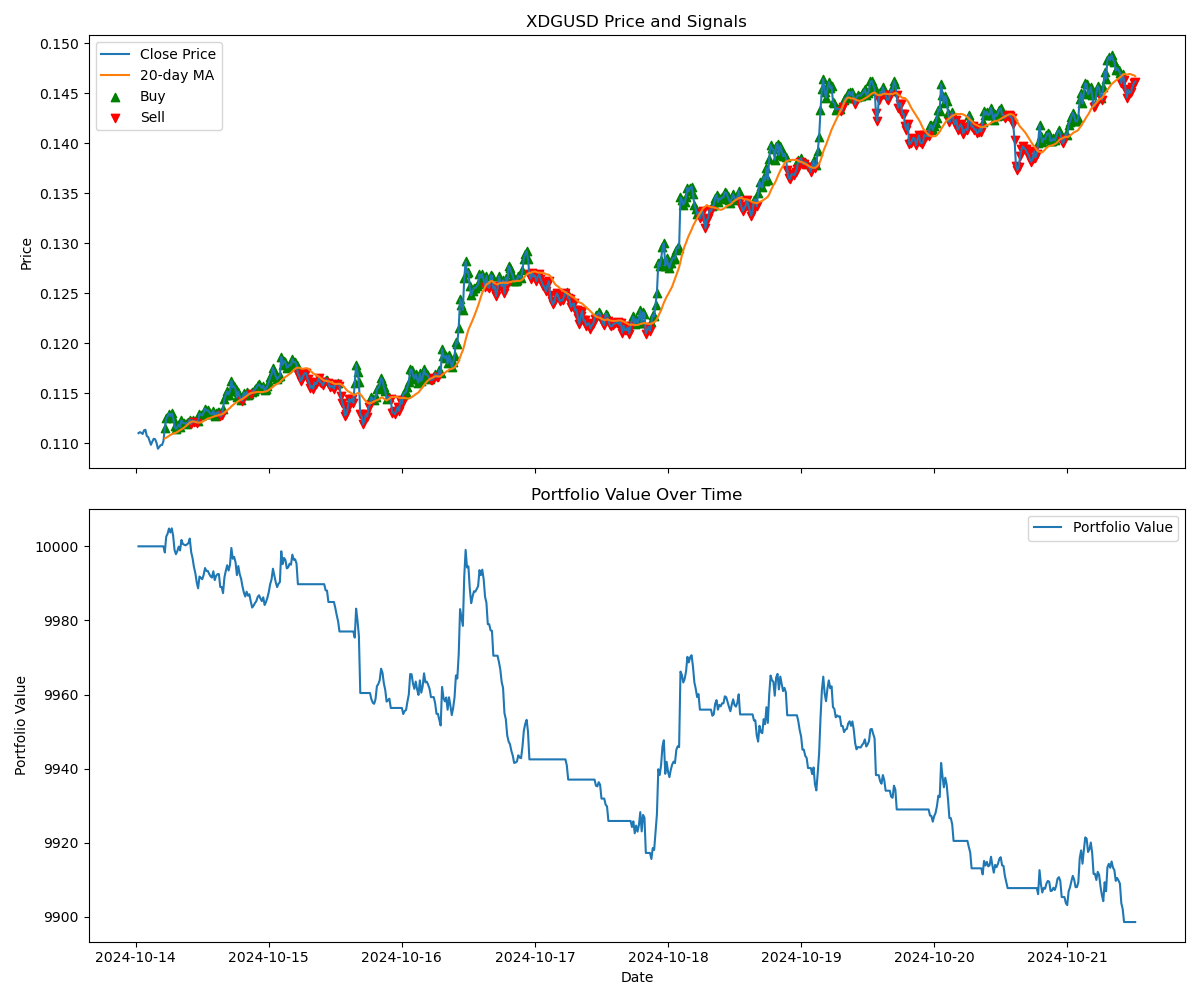 XDGUSD Price and Signals
Close Price
20-day MA
Buy
Sell
0.150
0.145
0.140
0.135
0.130
0.125
0.120
0.115
0.110
Price
Portfolio Value Over Time
Portfolio Value
10000
9980
9960
9940
9920
9900
Portfolio Value
2024-10-14
2024-10-15
2024-10-16
2024-10-17
2024-10-18
2024-10-19
2024-10-20
2024-10-21
Date